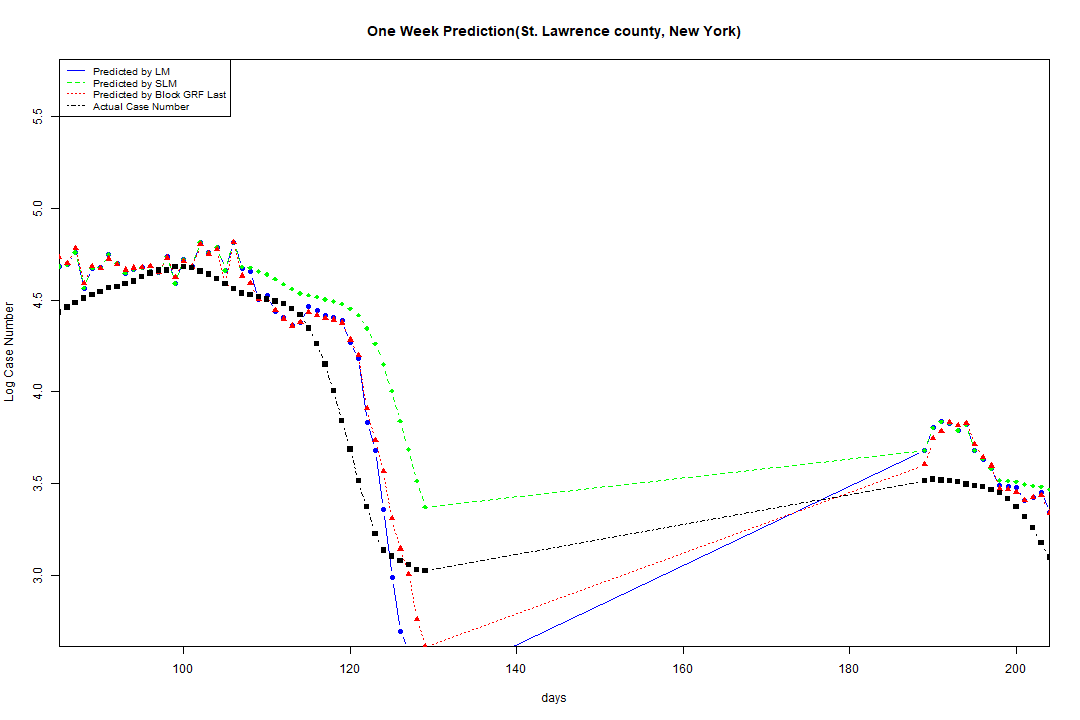 One Week Prediction(St. Lawrence county, New York)
Predicted by LM
Predicted by SLM
Predicted by Block GRF Last
Actual Case Number
5.5
5.0
4.5
4.0
3.5
3.0
Log Case Number
100 120 140 160 180 200
days